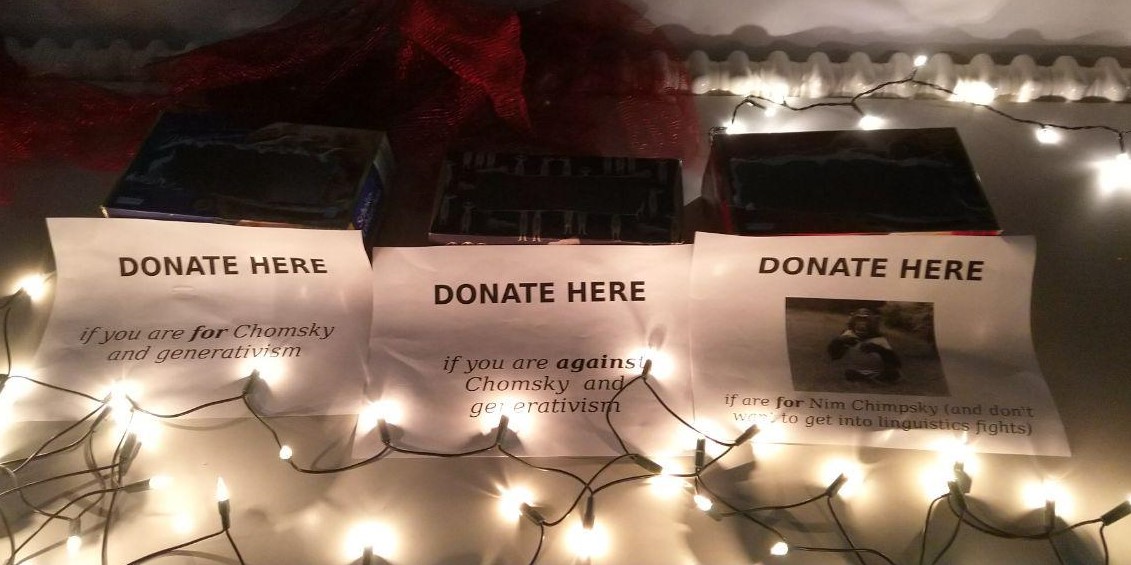 DONATE HERE
if you are for Chomsky
and generativism
DONATE HERE
if you are against
Chomsky and
generativism
DONATE HERE
if are for Nim Chimpsky (and don't
want to get into linguistics fights)